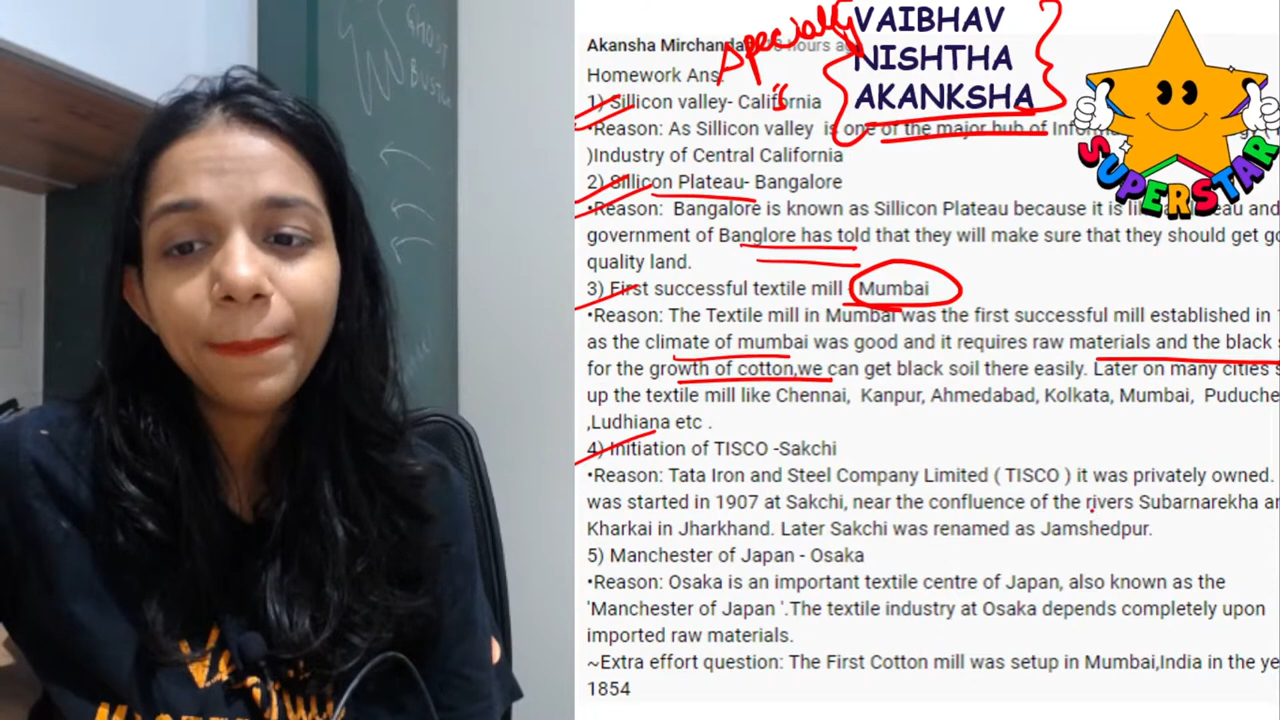 GHOST
BUSTER
Specially
VAIBHAV
NISHTHA
AKANKSHA
SUPERSTAR
Akansha Mirchanda hours a
Homework Ans.
1) Sillicon valley- California
•Reason: As Sillicon valley is one of the major hub of
)Industry of Central California
2) Sillicon Plateau- Bangalore
•Reason: Bangalore is known as Sillicon Plateau because it is and
government of Banglore has told that they will make sure that they should get
quality land.
3) First successful textile mill - Mumbai
•Reason: The Textile mill in Mumbai was the first successful mill established in
as the climate of mumbai was good and it requires raw materials and the black
for the growth of cotton,we can get black soil there easily. Later on many cities
up the textile mill like Chennai, Kanpur, Ahmedabad, Kolkata, Mumbai, Puduche
,Ludhiana etc .
4) Initiation of TISCO -Sakchi
•Reason: Tata Iron and Steel Company Limited ( TISCO ) it was privately owned.
was started in 1907 at Sakchi, near the confluence of the rivers Subarnarekha
Kharkai in Jharkhand. Later Sakchi was renamed as Jamshedpur.
5) Manchester of Japan - Osaka
•Reason: Osaka is an important textile centre of Japan, also known as the
'Manchester of Japan '.The textile industry at Osaka depends completely upon
imported raw materials.
~Extra effort question: The First Cotton mill was setup in Mumbai,India in the
1854